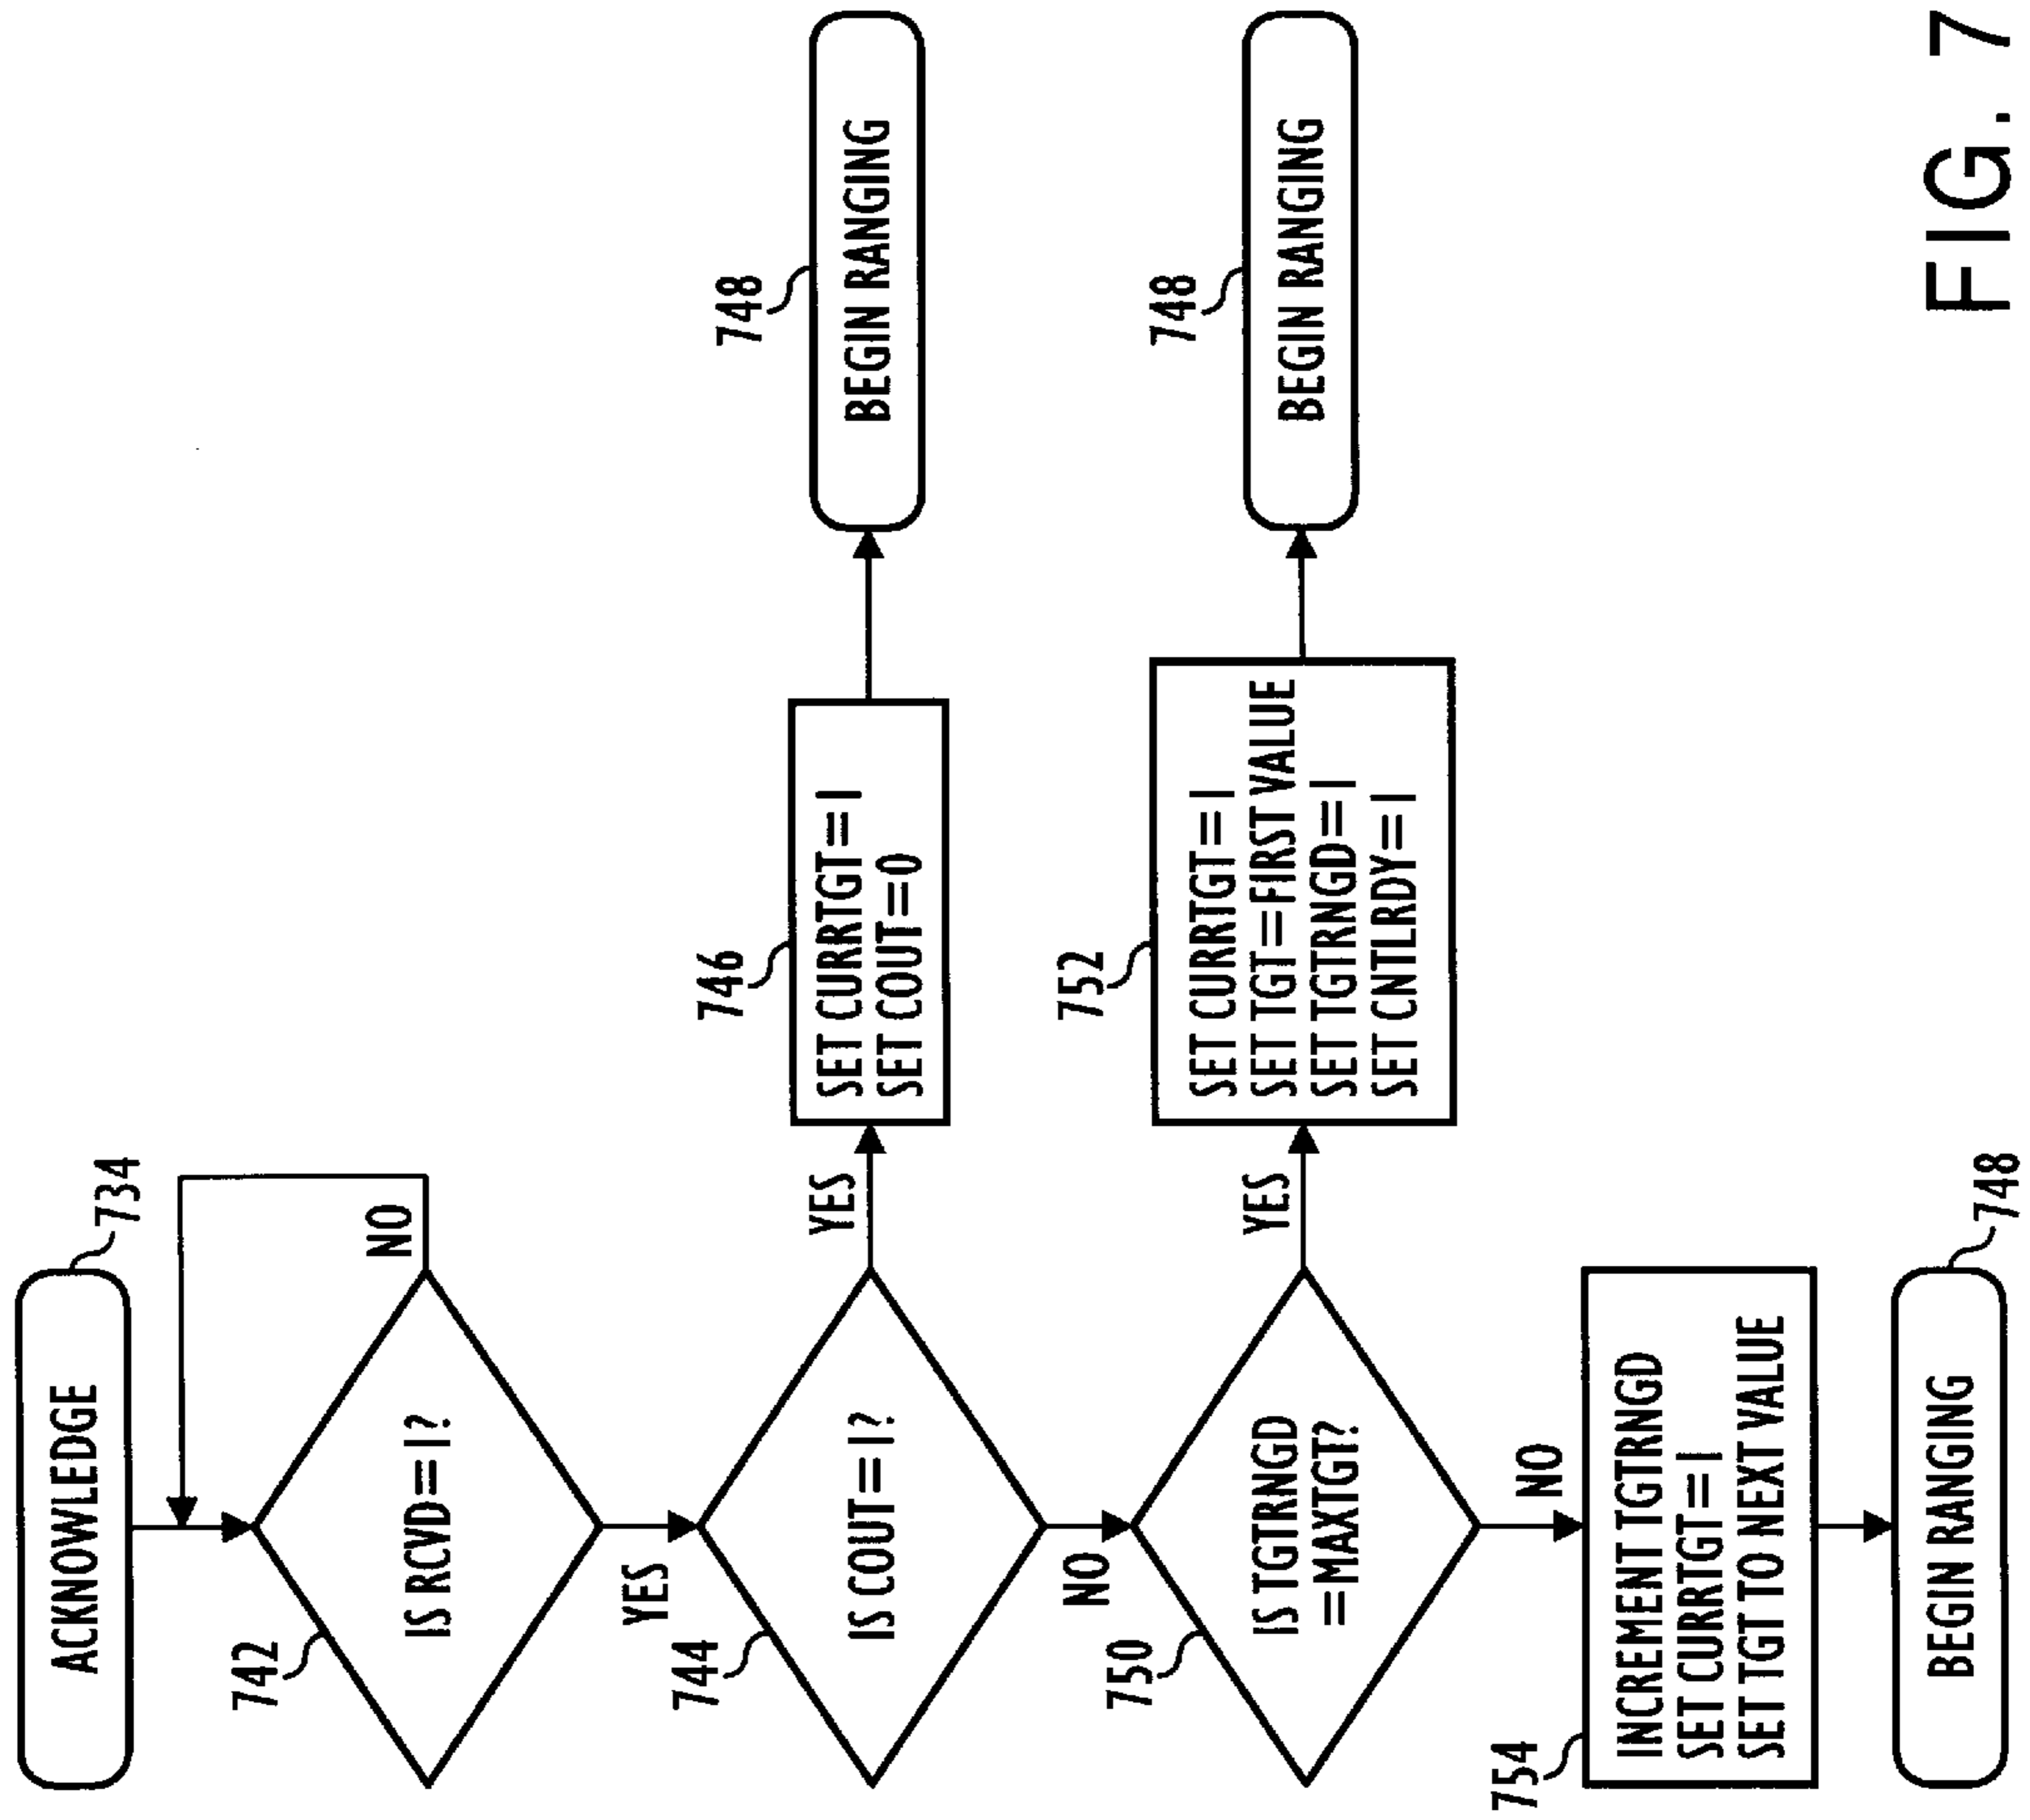 ACKNOWLEDGE
734
742
IS RCVD=1?
NO
YES
744
IS COUT=1?
YES
746
SET CURRTGT=1
SET COUT=0
748
BEGIN RANGING
NO
750
IS TGTRNGD
=MAXTGT?
YES
752
SET CURRTGT=1
SET TGT=FIRST VALUE
SET TGTRNGD=1
SET CNTLRDY=1
748
BEGIN RANGING
NO
754
INCREMENT TGTRNGD
SET CURRTGT=1
SET TGT TO NEXT VALUE
748
BEGIN RANGING
FIG. 7